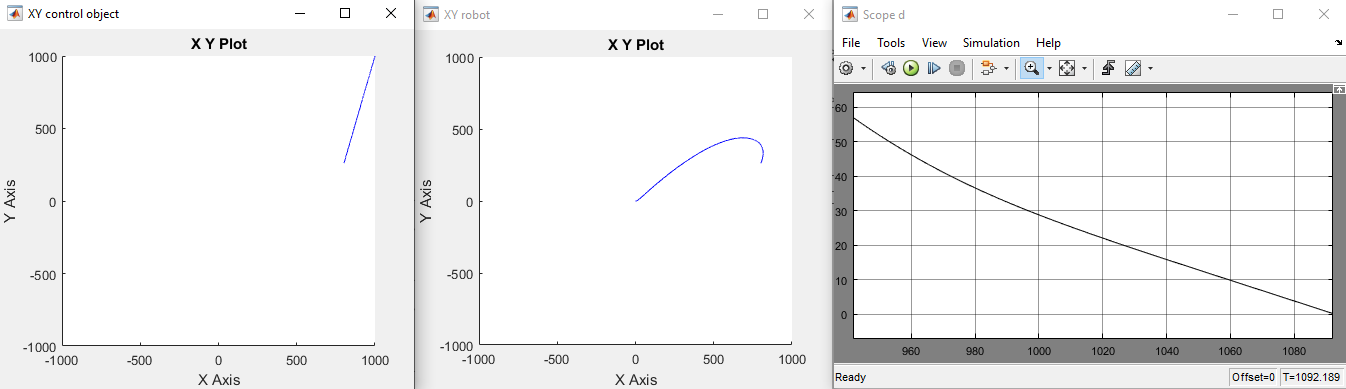 XY control object
X Y Plot
1000
500
0
-500
-1000
Y Axis
-1000
-500
0
500
1000
X Axis
XY robot
X Y Plot
1000
500
0
-500
-1000
Y Axis
-1000
-500
0
500
1000
X Axis
Scope d
File Tools View Simulation Help
60
50
40
30
20
10
0
960 980 1000 1020 1040 1060 1080
Ready
Offset=0 T=1092.189